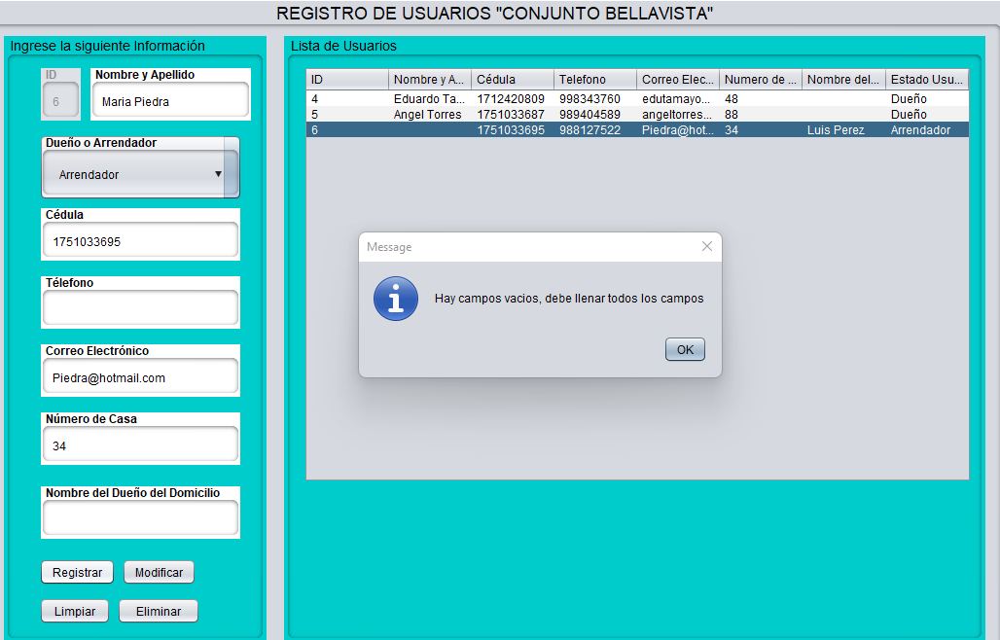 REGISTRO DE USUARIOS "CONJUNTO BELLAVISTA"
Ingrese la siguiente Información
ID
6
Nombre y Apellido
Maria Piedra
Dueño o Arrendador
Arrendador
Cédula
1751033695
Télefono
Correo Electrónico
Piedra@hotmail.com
Número de Casa
34
Nombre del Dueño del Domicilio
Registrar Modificar
Limpiar Eliminar
Lista de Usuarios
ID Nombre y A... Cédula Telefono Correo Elec... Numero de ... Nombre del... Estado Usu...
4 Eduardo Ta... 1712420809 998343760 edutamayo... 48 Dueño
5 Angel Torres 1751033687 989404589 angeltorres... 88 Dueño
6 1751033695 988127522 Piedra@hot... 34 Luis Perez Arrendador
Message
Hay campos vacios, debe llenar todos los campos
OK